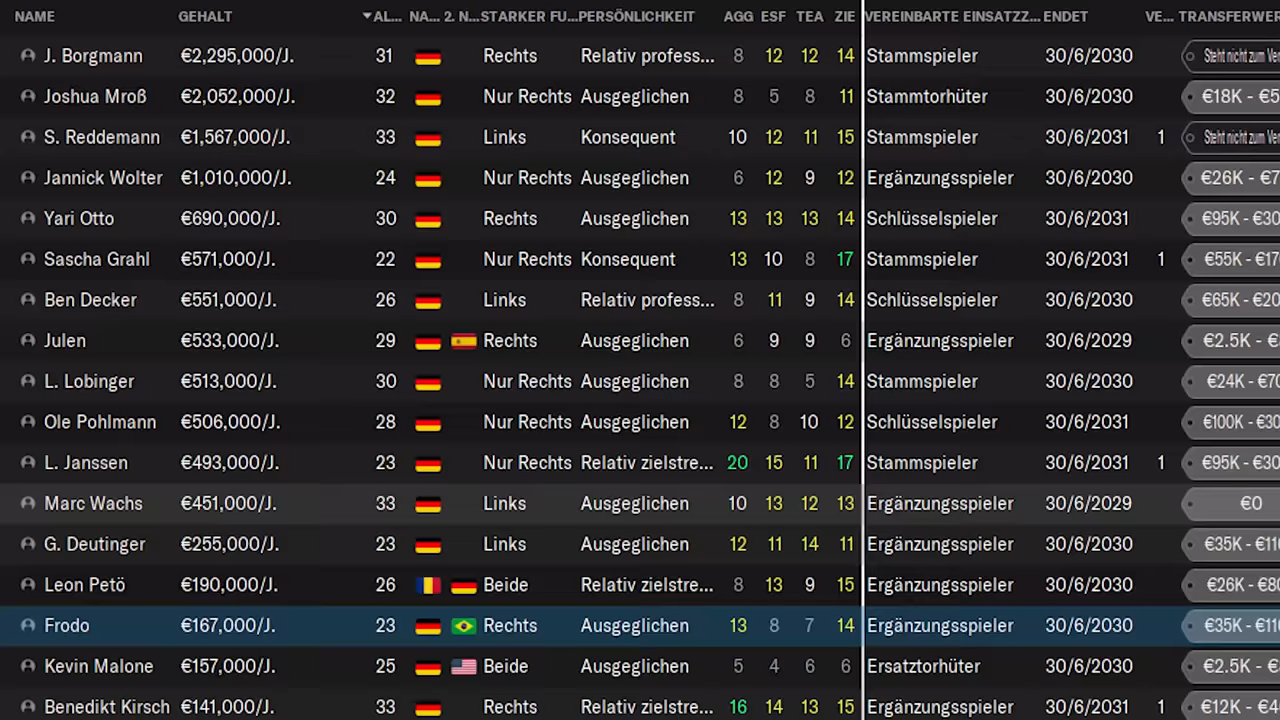 NAME GEHALT AL... NA... 2. N... STARKER FU... PERSÖNLICHKEIT AGG ESF TEA ZIE VEREINBARTE EINSATZZ... ENDET VE... TRANSFERWER
J. Borgmann €2,295,000/J. 31 Rechts Relativ profess... 8 12 12 14 Stammspieler 30/6/2030 Steht nicht zum Ver
Joshua Mroß €2,052,000/J. 32 Nur Rechts Ausgeglichen 8 5 8 11 Stammtorhüter 30/6/2030 €18K - €5
S. Reddemann €1,567,000/J. 33 Links Konsequent 10 12 11 15 Stammspieler 30/6/2031 1 Steht nicht zum Ver
Jannick Wolter €1,010,000/J. 24 Nur Rechts Ausgeglichen 6 12 9 12 Ergänzungsspieler 30/6/2030 €26K - €7
Yari Otto €690,000/J. 30 Rechts Ausgeglichen 13 13 13 14 Schlüsselspieler 30/6/2031 €95K - €30
Sascha Grahl €571,000/J. 22 Nur Rechts Konsequent 13 10 8 17 Stammspieler 30/6/2031 1 €55K - €17
Ben Decker €551,000/J. 26 Links Relativ profess... 8 11 9 14 Schlüsselspieler 30/6/2030 €65K - €20
Julen €533,000/J. 29 Rechts Ausgeglichen 6 9 9 6 Ergänzungsspieler 30/6/2029 €2.5K - €
L. Lobinger €513,000/J. 30 Nur Rechts Ausgeglichen 8 8 5 14 Stammspieler 30/6/2030 €24K - €70
Ole Pohlmann €506,000/J. 28 Nur Rechts Ausgeglichen 12 8 10 12 Schlüsselspieler 30/6/2031 €100K - €30
L. Janssen €493,000/J. 23 Nur Rechts Relativ zielstre... 20 15 11 17 Stammspieler 30/6/2031 1 €95K - €30
Marc Wachs €451,000/J. 33 Links Ausgeglichen 10 13 12 13 Ergänzungsspieler 30/6/2029 €0
G. Deutinger €255,000/J. 23 Links Ausgeglichen 12 11 14 11 Ergänzungsspieler 30/6/2030 €35K - €11
Leon Petö €190,000/J. 26 Beide Relativ zielstre... 8 13 9 15 Ergänzungsspieler 30/6/2030 €26K - €80
Frodo €167,000/J. 23 Rechts Ausgeglichen 13 8 7 14 Ergänzungsspieler 30/6/2030 €35K - €11
Kevin Malone €157,000/J. 25 Beide Ausgeglichen 5 4 6 6 Ersatztorhüter 30/6/2030 €2.5K - €
Benedikt Kirsch €141,000/J. 33 Rechts Relativ zielstre... 16 14 13 15 Ergänzungsspieler 30/6/2031 1 €12K - €4